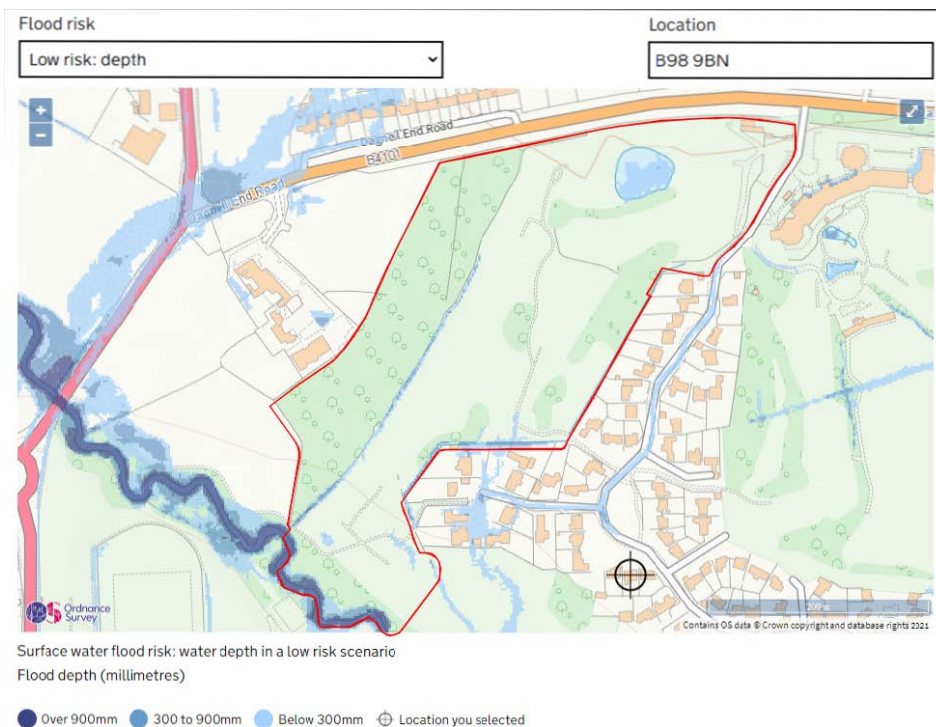 Flood risk
Location
Low risk: depth
B98 9BN
Dagnell End Road
B4101
Dagnell End Road
200 m
Ordnance
Survey
Contains OS data © Crown copyright and database rights 2021
Surface water flood risk: water depth in a low risk scenario
Flood depth (millimetres)
Over 900mm
300 to 900mm
Below 300mm
Location you selected